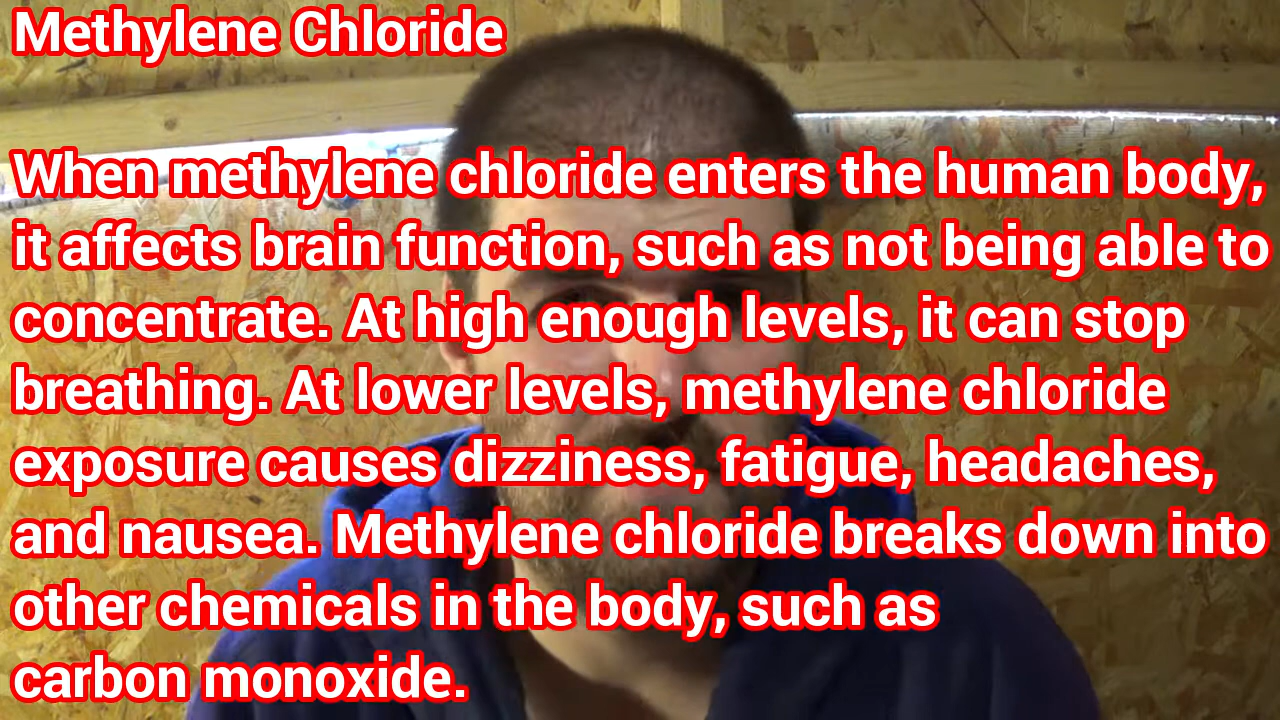 Methylene Chloride
When methylene chloride enters the human body,
it affects brain function, such as not being able to
concentrate. At high enough levels, it can stop
breathing. At lower levels, methylene chloride
exposure causes dizziness, fatigue, headaches,
and nausea. Methylene chloride breaks down into
other chemicals in the body, such as
carbon monoxide.